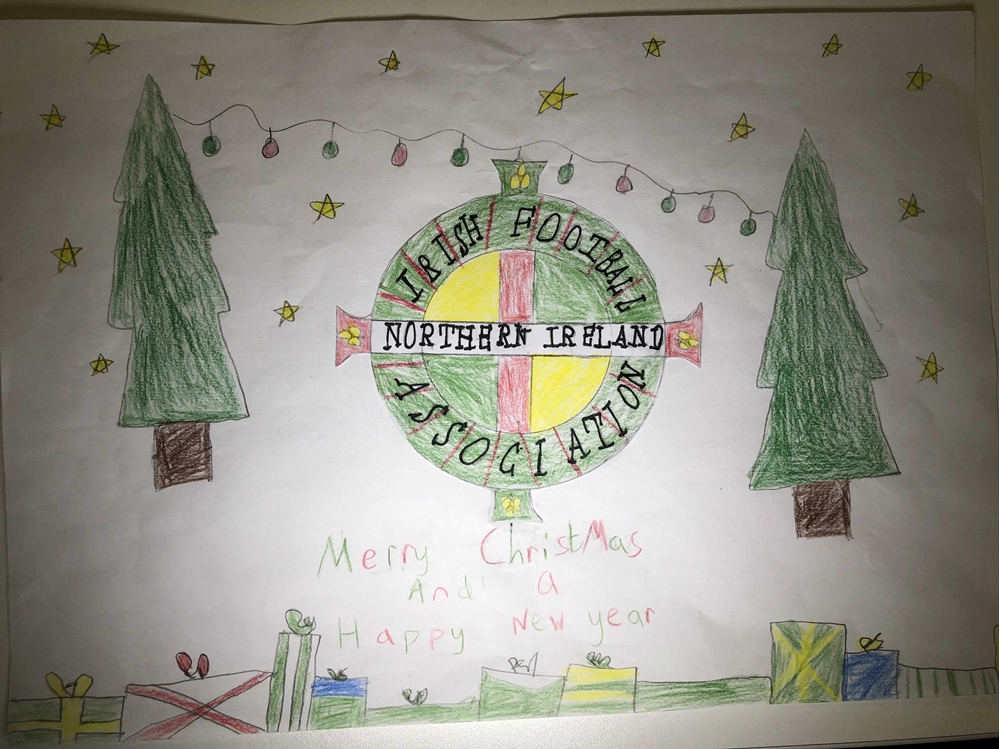 IRISH FOOTBALL
NORTHERN IRELAND
ASSOCIATION
Merry ChristMas
And a
Happy New year